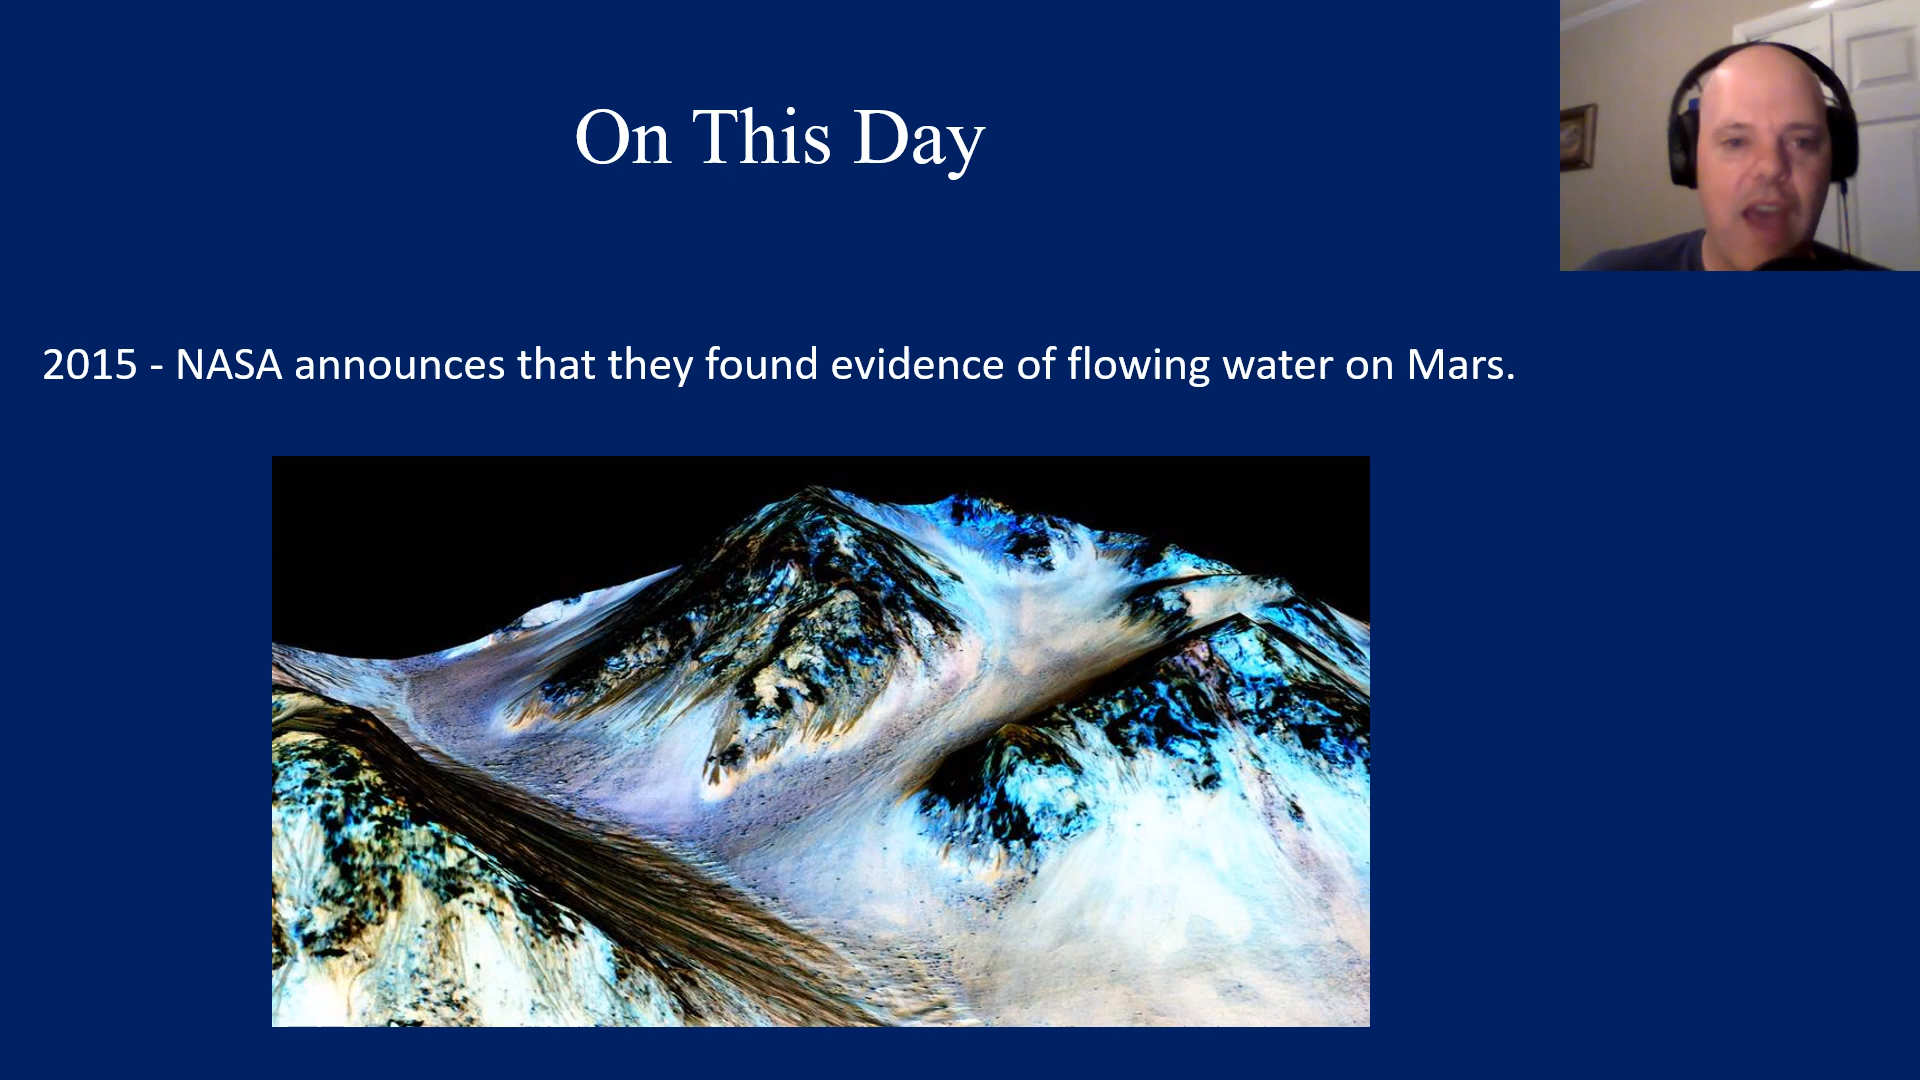 On This Day
2015 - NASA announces that they found evidence of flowing water on Mars.